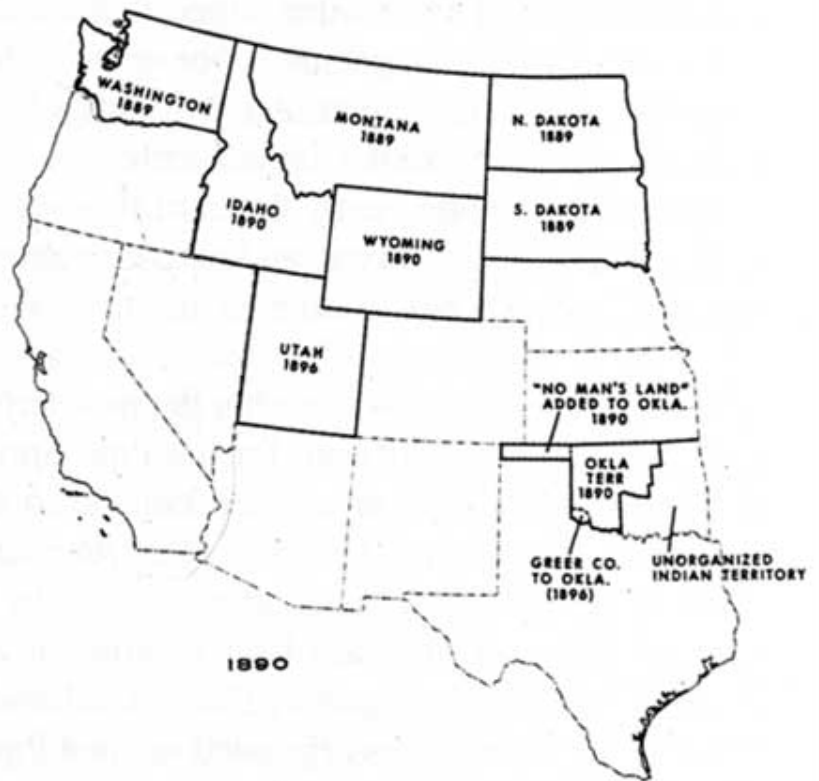 WASHINGTON
1889
MONTANA
1889
N. DAKOTA
1889
IDAHO
1890
WYOMING
1890
S. DAKOTA
1889
UTAH
1896
"NO MAN'S LAND"
ADDED TO OKLA.
1890
OKLA
TERR
1890
GREER CO.
TO OKLA.
(1896)
UNORGANIZED
INDIAN TERRITORY
1890